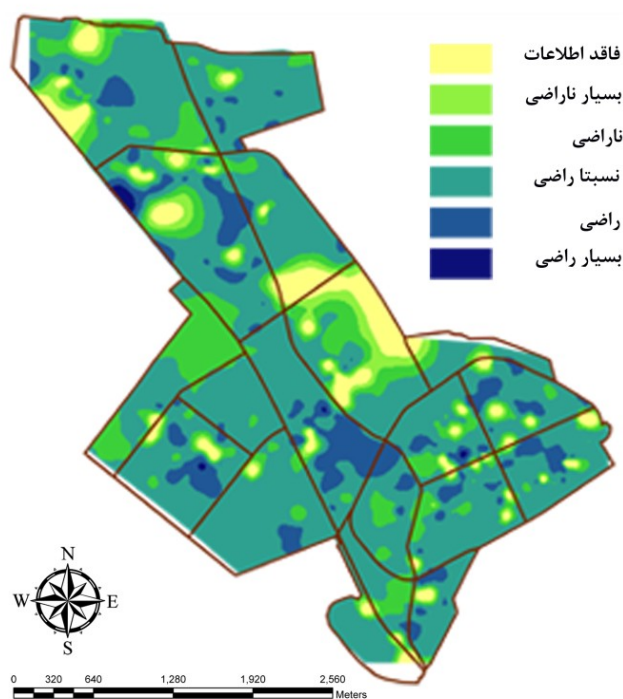 فاقد اطلاعات
بسیار ناراضی
ناراضی
نسبتا راضی
راضی
بسیار راضی
N
W E
S
0 320 640 1,280 1,920 2,560
Meters